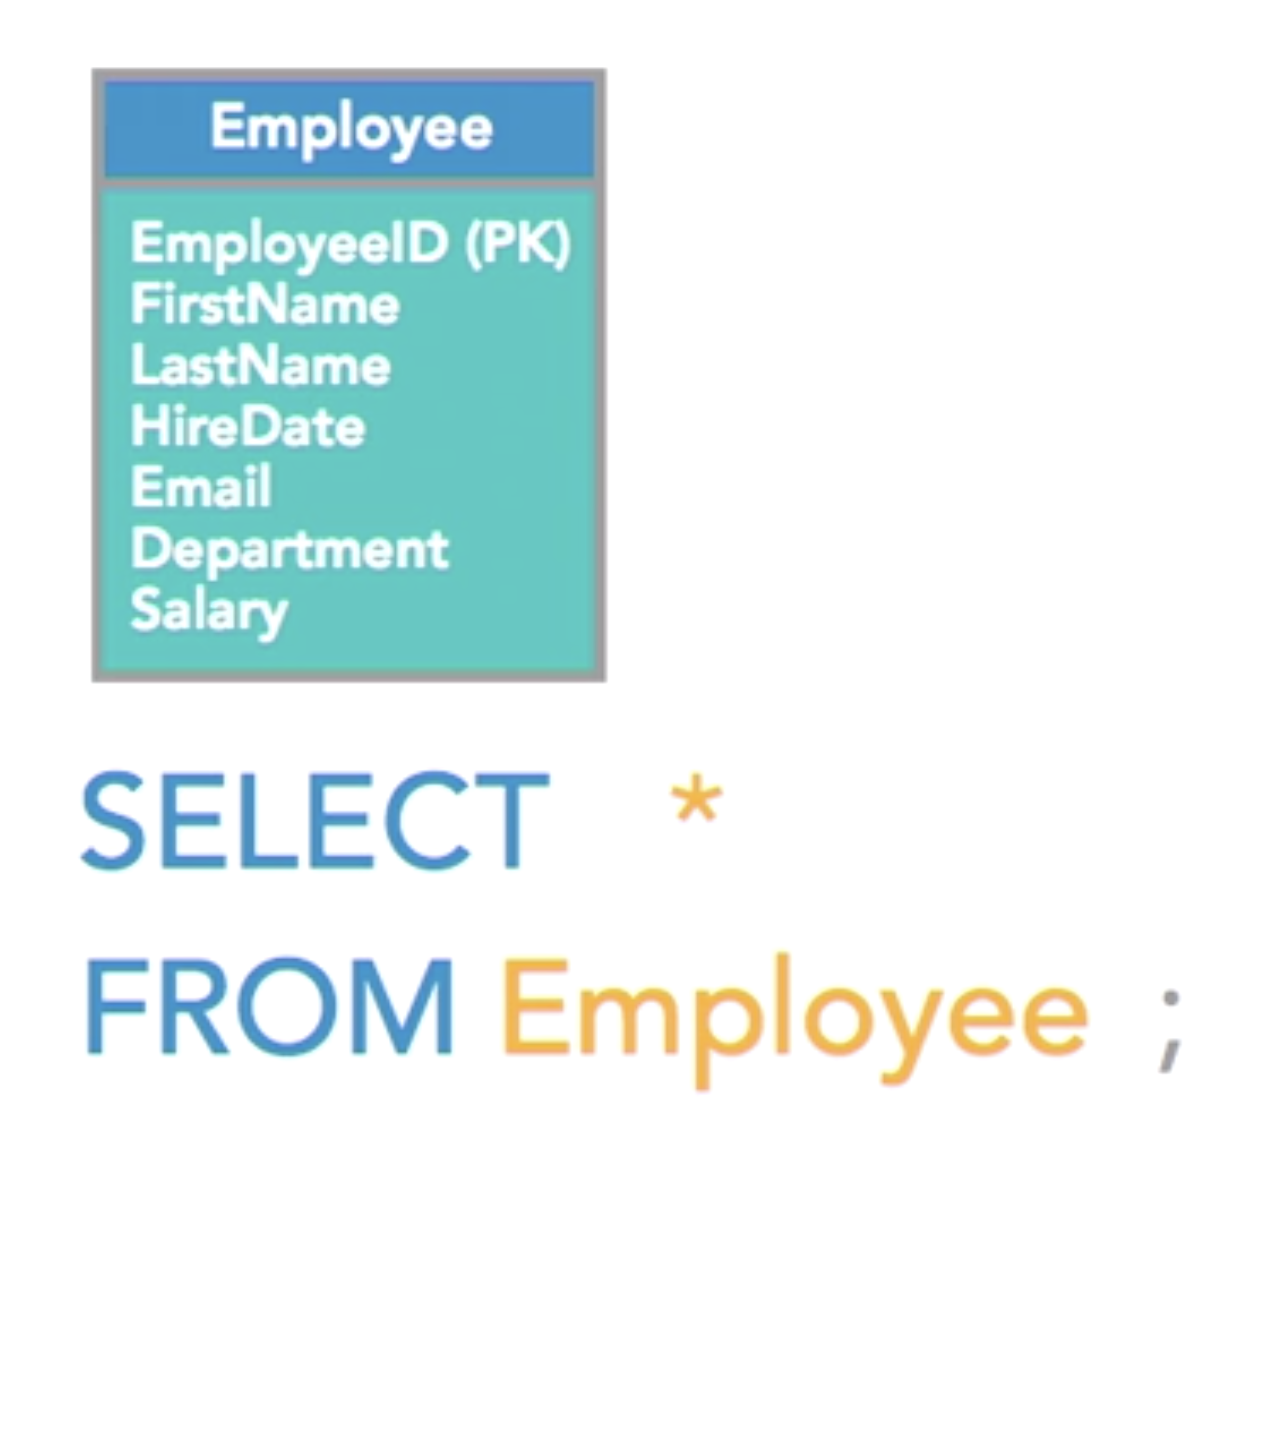 Employee
EmployeeID (PK)
FirstName
LastName
HireDate
Email
Department
Salary
SELECT *
FROM Employee ;